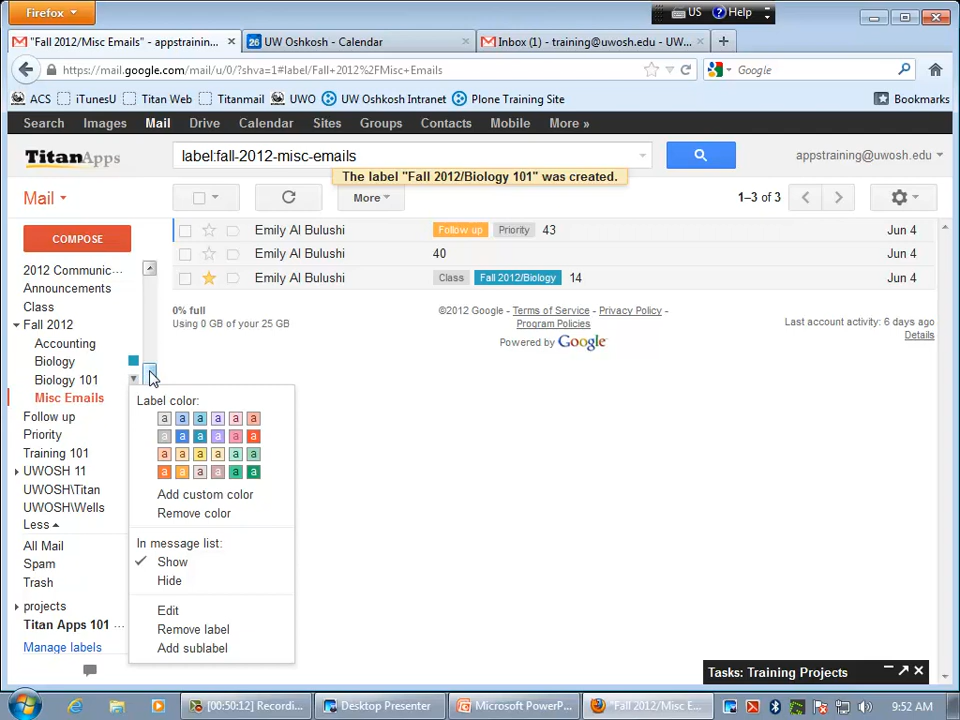 Firefox
US Help
"Fall 2012/Misc Emails" - appstrainin...
26 UW Oshkosh - Calendar
Inbox (1) - training@uwosh.edu - UW...
https://mail.google.com/mail/u/0/?shva=1#label/Fall+2012%2FMisc+Emails
Google
ACS iTunesU Titan Web Titanmail UWO UW Oshkosh Intranet Plone Training Site Bookmarks
Search Images Mail Drive Calendar Sites Groups Contacts Mobile More »
TitanApps
label:fall-2012-misc-emails
appstraining@uwosh.edu
The label "Fall 2012/Biology 101" was created.
Mail
More
1–3 of 3
COMPOSE
2012 Communic...
Announcements
Class
Fall 2012
Accounting
Biology
Biology 101
Misc Emails
Follow up
Priority
Training 101
UWOSH 11
UWOSH\Titan
UWOSH\Wells
Less
All Mail
Spam
Trash
projects
Titan Apps 101
Manage labels
Emily Al Bulushi Follow up Priority 43 Jun 4
Emily Al Bulushi 40 Jun 4
Emily Al Bulushi Class Fall 2012/Biology 14 Jun 4
0% full
Using 0 GB of your 25 GB
©2012 Google - Terms of Service - Privacy Policy -
Program Policies
Powered by Google
Last account activity: 6 days ago
Details
Label color:
a a a a a a
a a a a a a
a a a a a a
a a a a a a
Add custom color
Remove color
In message list:
Show
Hide
Edit
Remove label
Add sublabel
Tasks: Training Projects
[00:50:12] Recordi...
Desktop Presenter
Microsoft PowerP...
"Fall 2012/Misc E...
9:52 AM